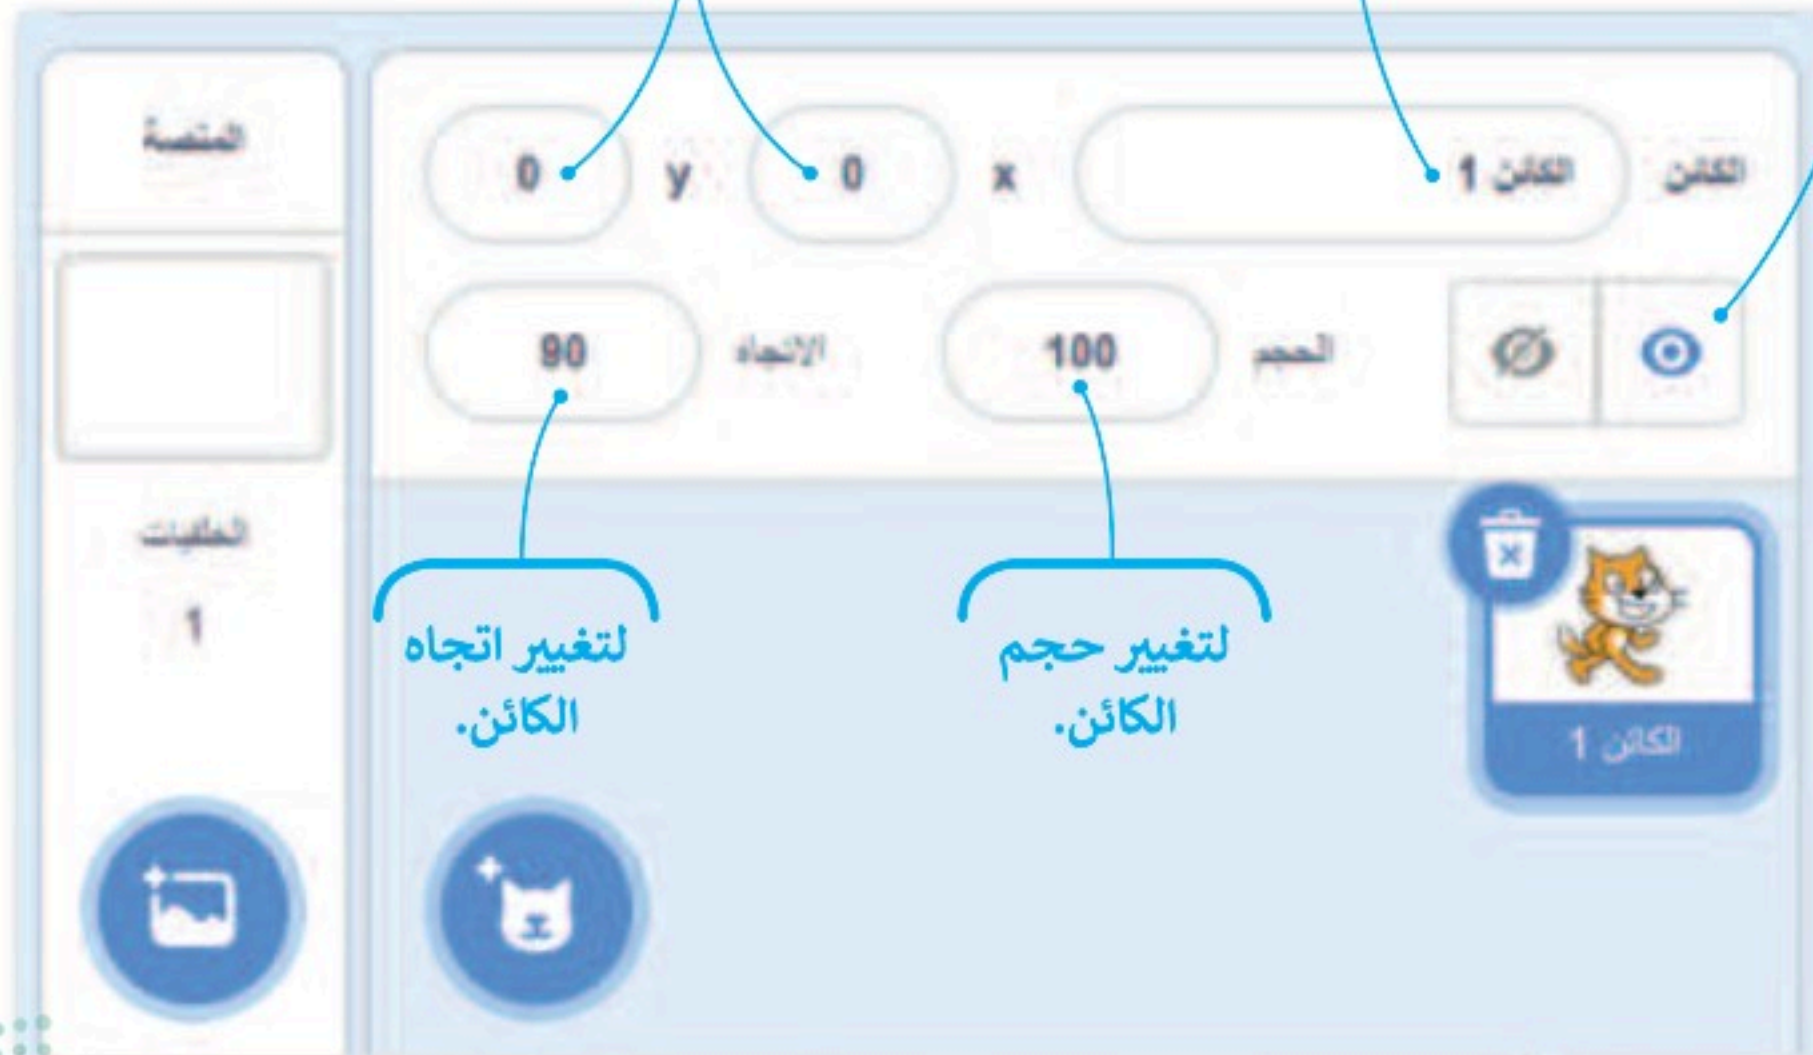 الكائن الكائن 1 x 0 y 0
المنصة
الحجم 100 الاتجاه 90
لتغيير حجم
الكائن.
لتغيير اتجاه
الكائن.
الكائن 1
الخلفيات
1